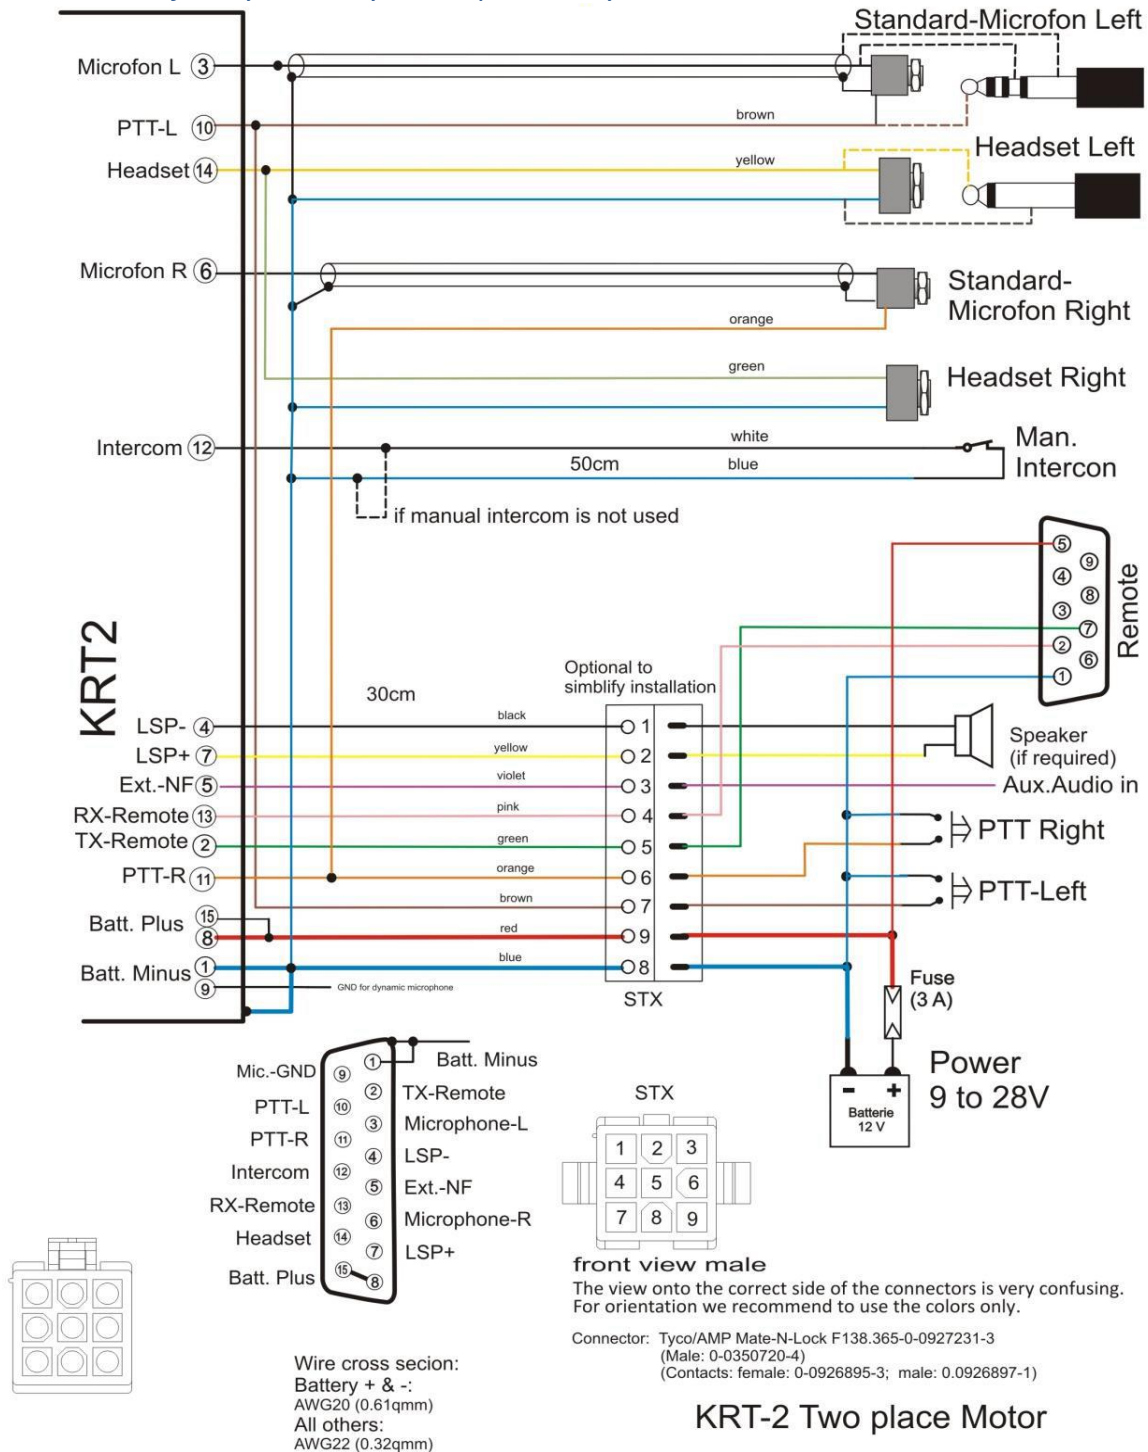 Standard-Microfon Left
Microfon L 3
brown
PTT-L 10
Headset Left
Headset 14
yellow
Microfon R 6
Standard-
Microfon Right
orange
green
Headset Right
Intercom 12
white
Man.
Intercon
50cm
blue
if manual intercom is not used
5
9
4
8
3
7
2
6
1
Remote
KRT2
Optional to
simblify installation
30cm
LSP- 4
black
1
Speaker
(if required)
LSP+ 7
yellow
2
Ext.-NF 5
violet
3
Aux.Audio in
RX-Remote 13
pink
4
PTT Right
TX-Remote 2
green
5
PTT-R 11
orange
6
PTT-Left
brown
7
Batt. Plus 15
8
red
9
Batt. Minus 1
9
blue
8
GND for dynamic microphone
STX
Fuse
(3 A)
Power
9 to 28V
- +
Batterie
12 V
1 Batt. Minus
Mic.-GND 9
2 TX-Remote
PTT-L 10
3 Microphone-L
PTT-R 11
4 LSP-
Intercom 12
5 Ext.-NF
RX-Remote 13
6 Microphone-R
Headset 14
7 LSP+
Batt. Plus 15
8
STX
1 2 3
4 5 6
7 8 9
front view male
The view onto the correct side of the connectors is very confusing.
For orientation we recommend to use the colors only.
Connector: Tyco/AMP Mate-N-Lock F138.365-0-0927231-3
(Male: 0-0350720-4)
(Contacts: female: 0-0926895-3; male: 0.0926897-1)
Wire cross secion:
Battery + & -:
AWG20 (0.61qmm)
All others:
AWG22 (0.32qmm)
KRT-2 Two place Motor